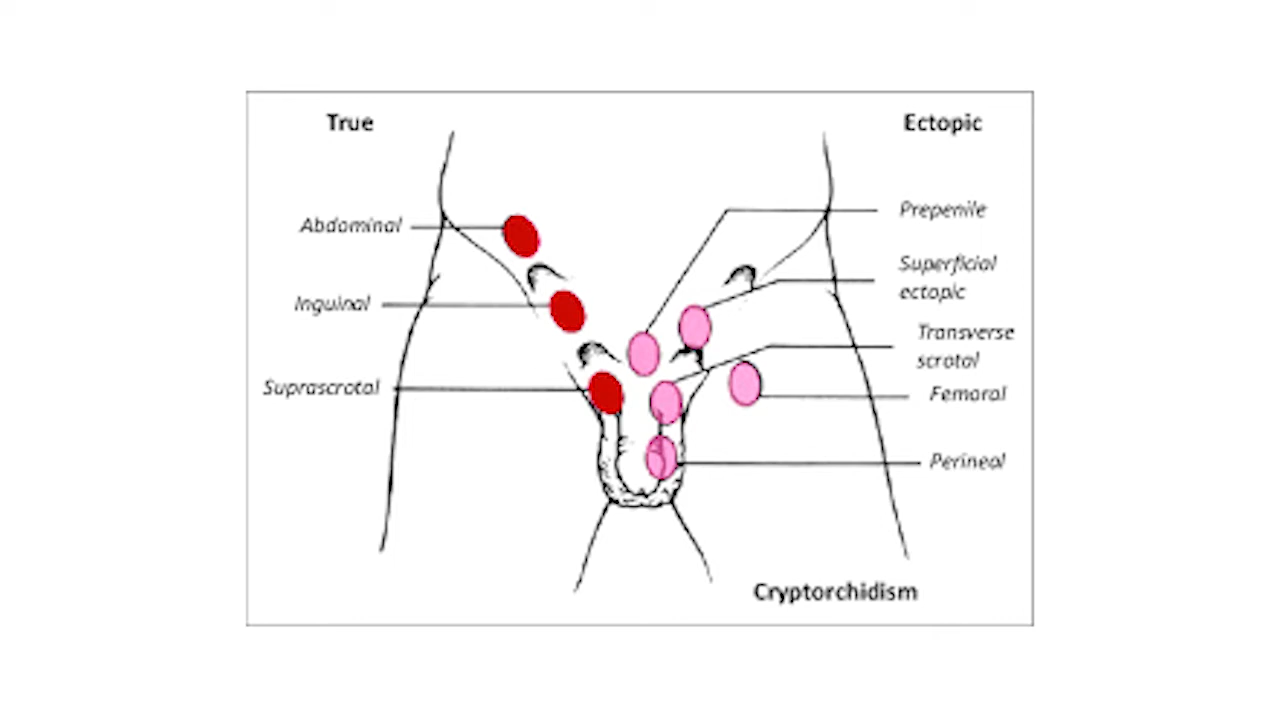 True
Ectopic
Abdominal
Inguinal
Suprascrotal
Prepenile
Superficial
ectopic
Transverse
scrotal
Femoral
Perineal
Cryptorchidism